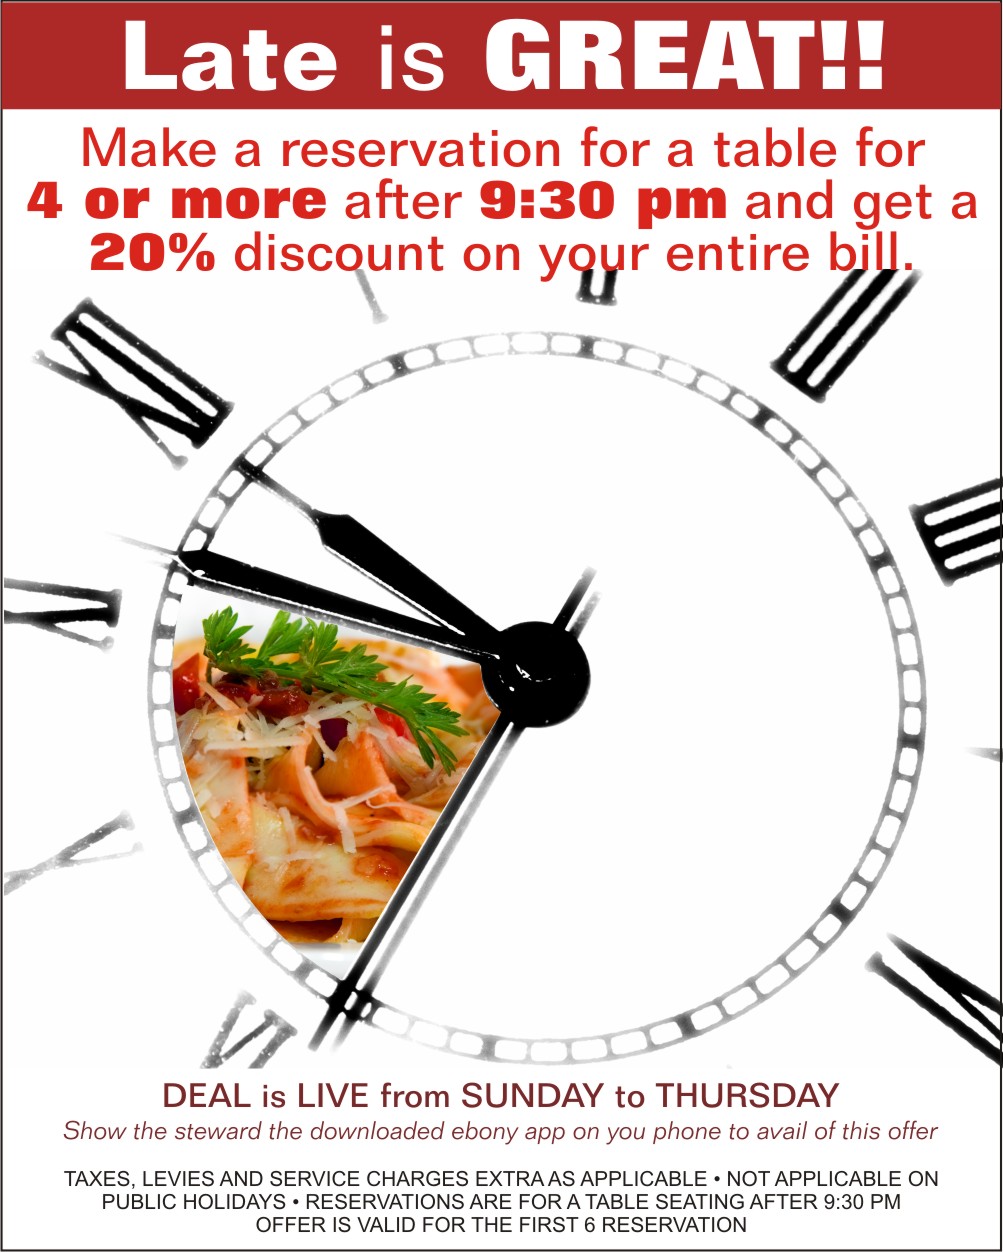 Late is GREAT!!
Make a reservation for a table for
4 or more after 9:30 pm and get a
20% discount on your entire bill.
DEAL is LIVE from SUNDAY to THURSDAY
Show the steward the downloaded ebony app on you phone to avail of this offer
TAXES, LEVIES AND SERVICE CHARGES EXTRA AS APPLICABLE • NOT APPLICABLE ON
PUBLIC HOLIDAYS • RESERVATIONS ARE FOR A TABLE SEATING AFTER 9:30 PM
OFFER IS VALID FOR THE FIRST 6 RESERVATION